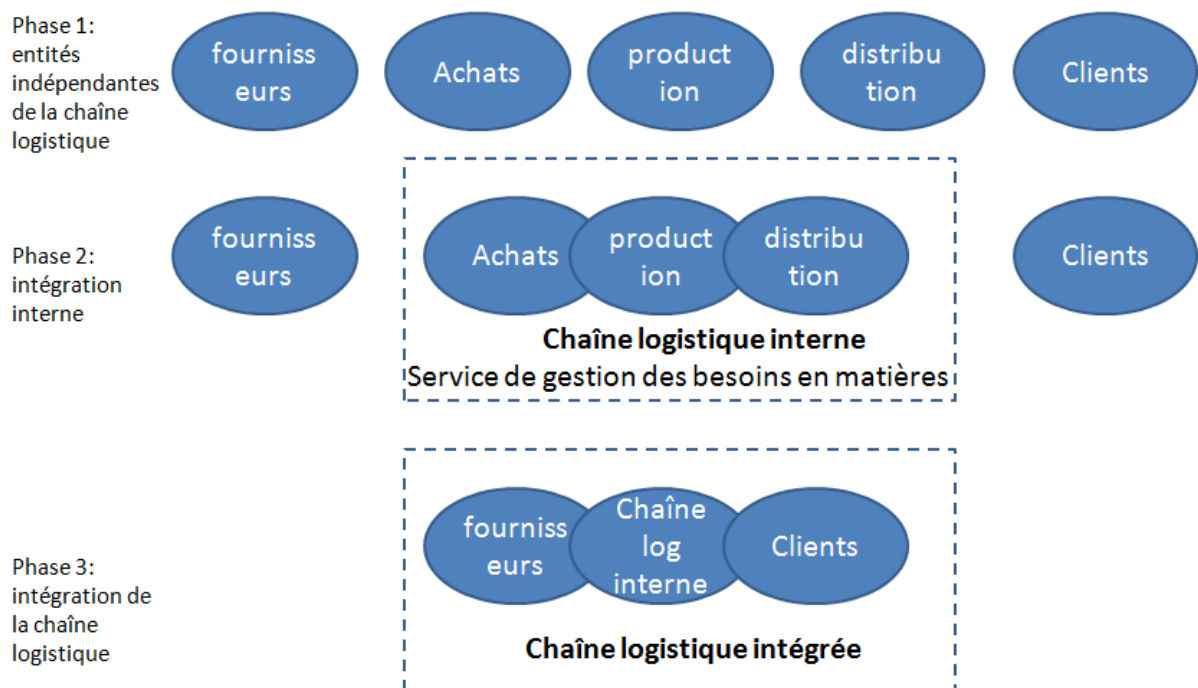 Phase 1:
entités
indépendantes
de la chaîne
logistique
fourniss
eurs
Achats
product
ion
distribu
tion
Clients
Phase 2:
intégration
interne
fourniss
eurs
Achats
product
ion
distribu
tion
Clients
Chaîne logistique interne
Service de gestion des besoins en matières
Phase 3:
intégration de
la chaîne
logistique
fourniss
eurs
Chaîne
log
interne
Clients
Chaîne logistique intégrée